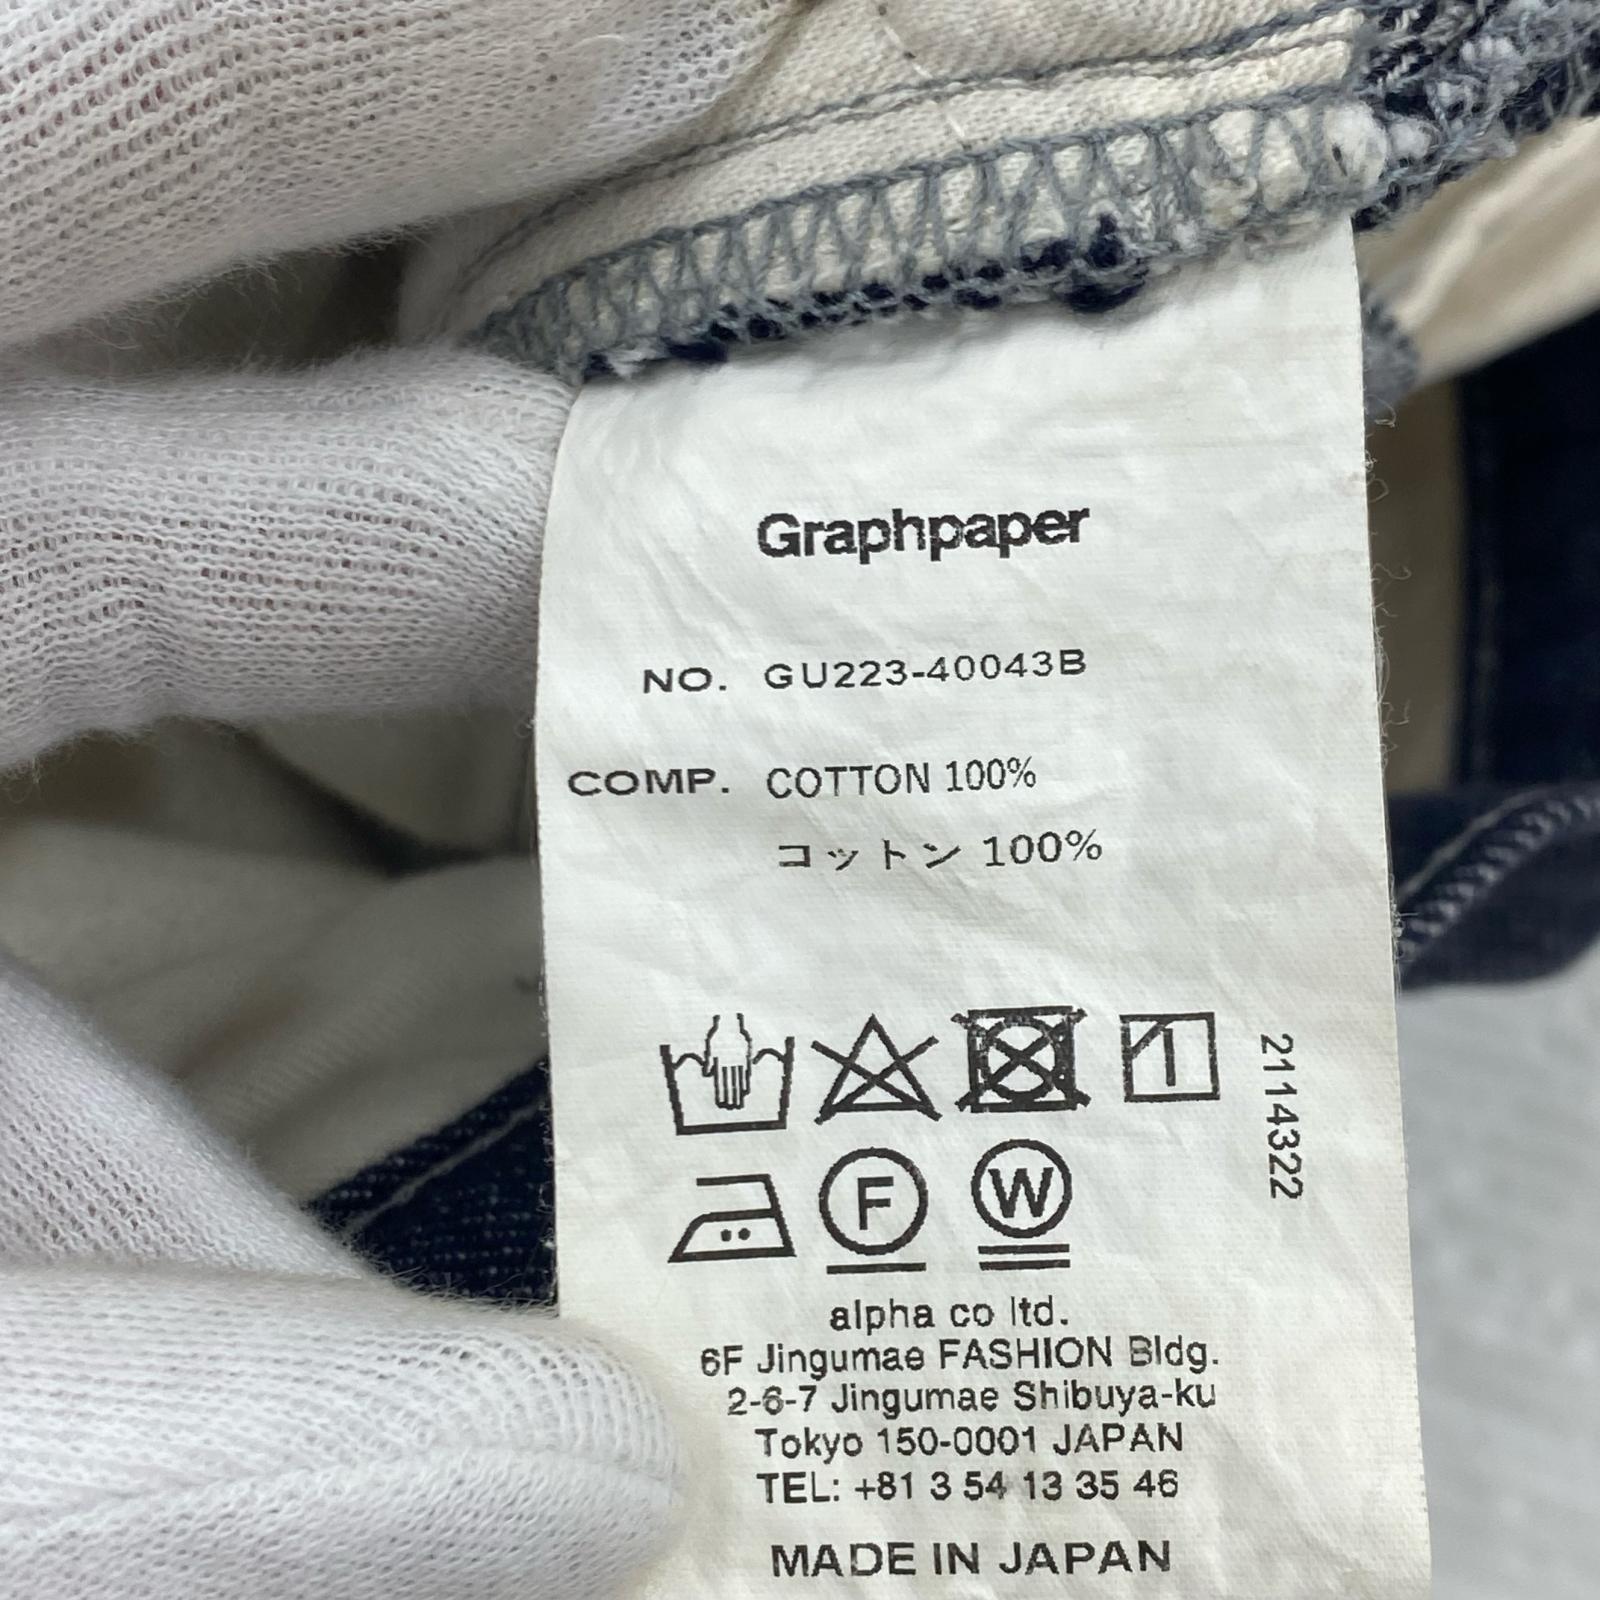 Graphpaper
NO. GU223-40043B
COMP. COTTON 100%
コットン 100%
2114322
F W
alpha co ltd.
6F Jingumae FASHION Bldg.
2-6-7 Jingumae Shibuya-ku
Tokyo 150-0001 JAPAN
TEL: +81 3 54 13 35 46
MADE IN JAPAN